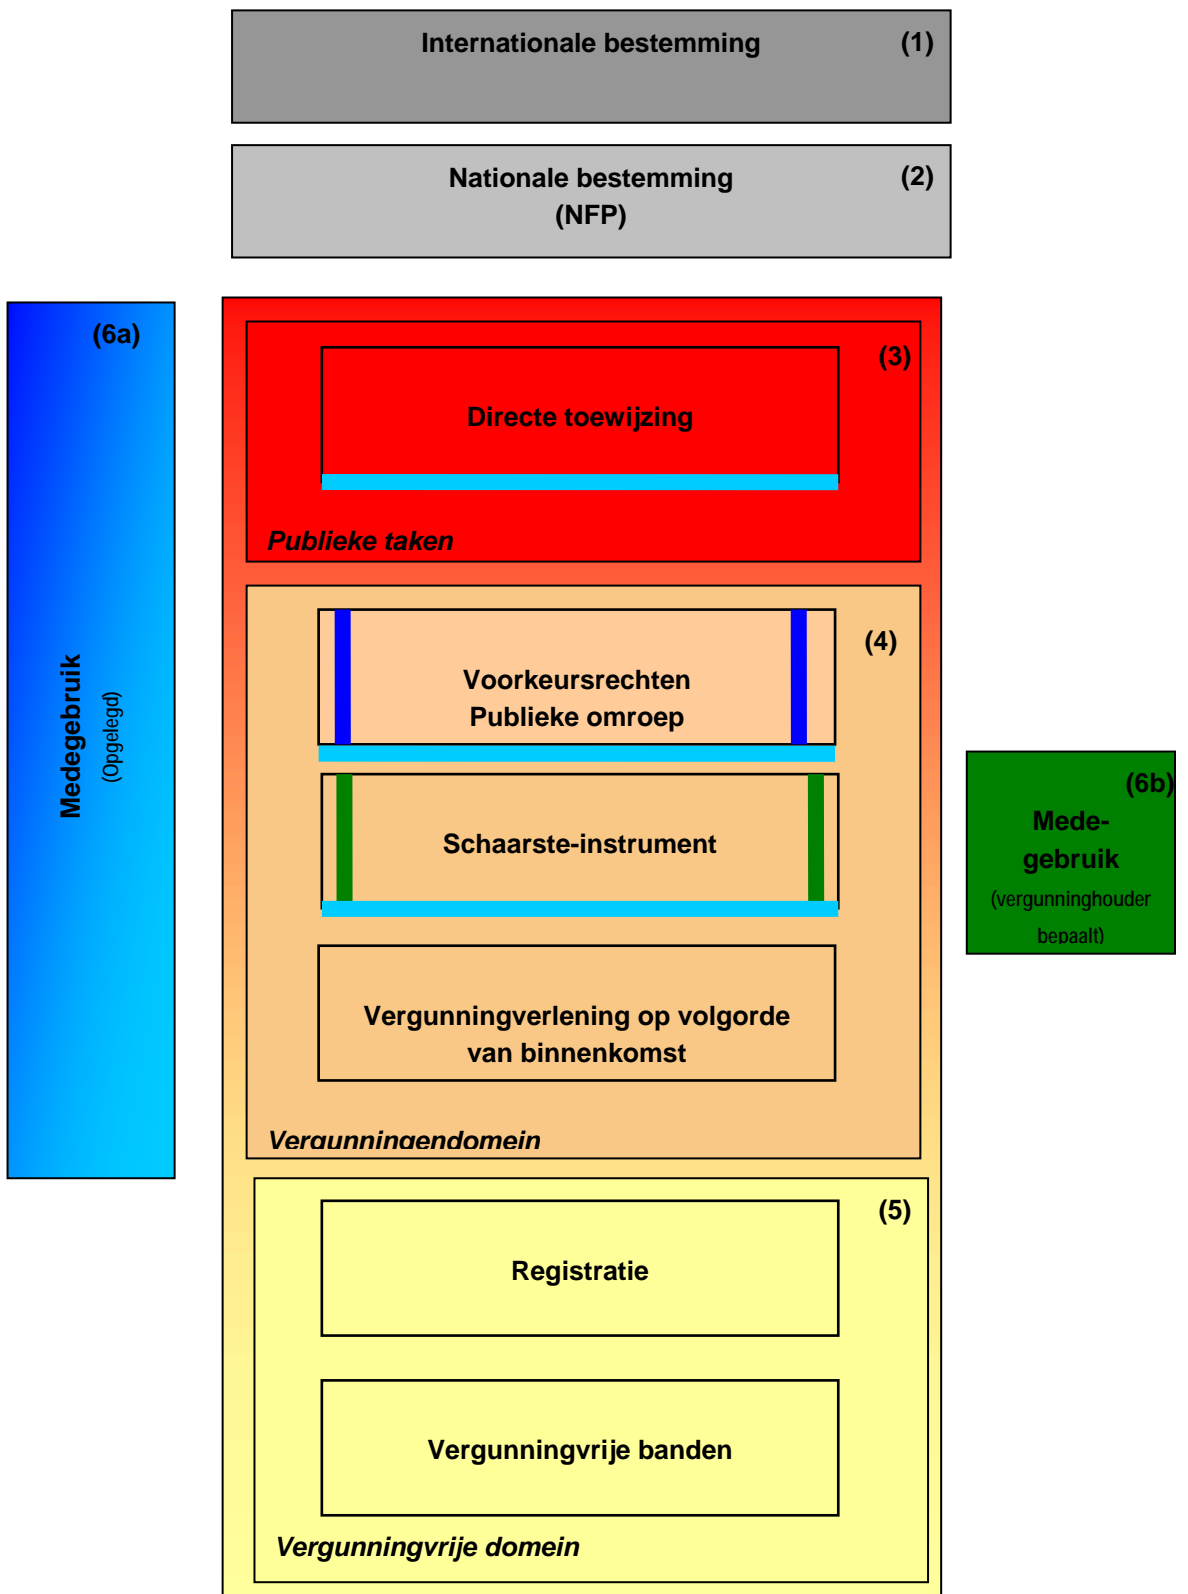 Internationale bestemming (1)
Nationale bestemming (2)
(NFP)
(6a)
Medegebruik
(Opgelegd)
(3)
Directe toewijzing
Publieke taken
(4)
Voorkeursrechten
Publieke omroep
Schaarste-instrument
Vergunningverlening op volgorde
van binnenkomst
Vergunningendomein
(6b)
Mede-
gebruik
(vergunninghouder
bepaalt)
(5)
Registratie
Vergunningvrije banden
Vergunningvrije domein